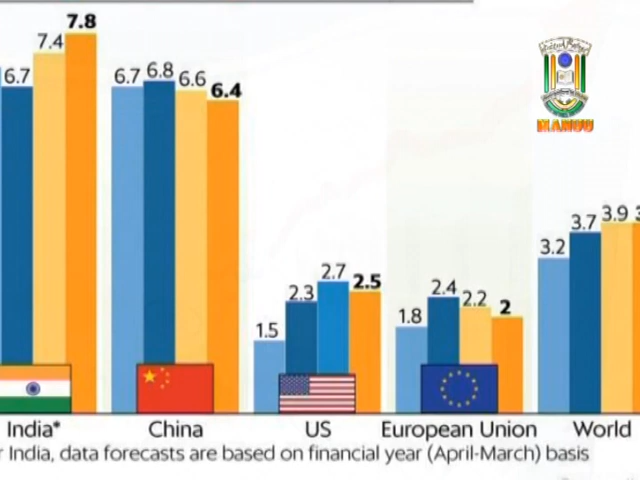 7.8
6.7 7.4
6.7 6.8 6.6 6.4
1.5 2.3 2.7 2.5
1.8 2.4 2.2 2
3.2 3.7 3.9 3
MANUU
India* China US European Union World
India, data forecasts are based on financial year (April-March) basis